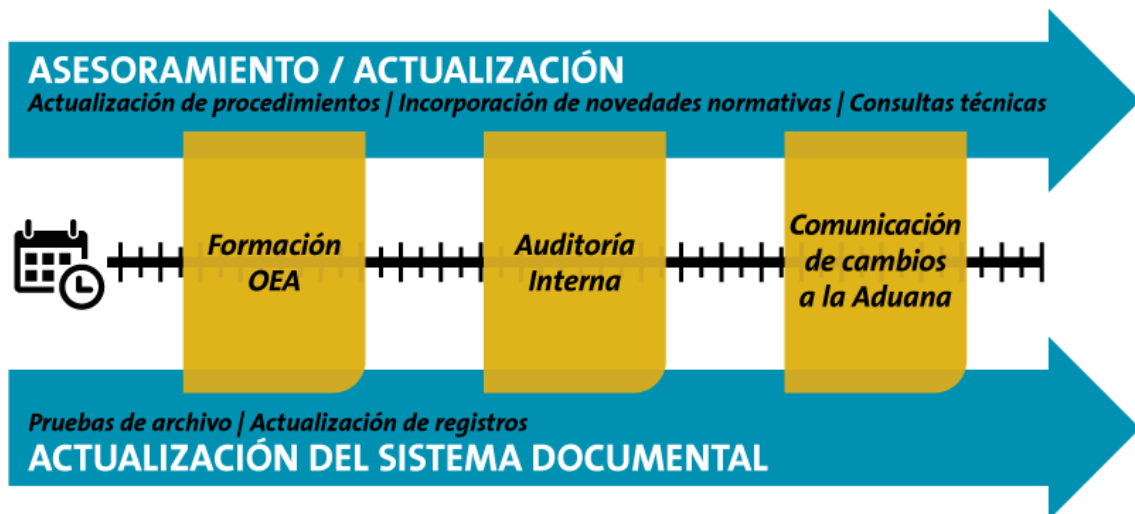 ASESORAMIENTO / ACTUALIZACIÓN
Actualización de procedimientos | Incorporación de novedades normativas | Consultas técnicas
Formación
OEA
Auditoría
Interna
Comunicación
de cambios
a la Aduana
Pruebas de archivo | Actualización de registros
ACTUALIZACIÓN DEL SISTEMA DOCUMENTAL